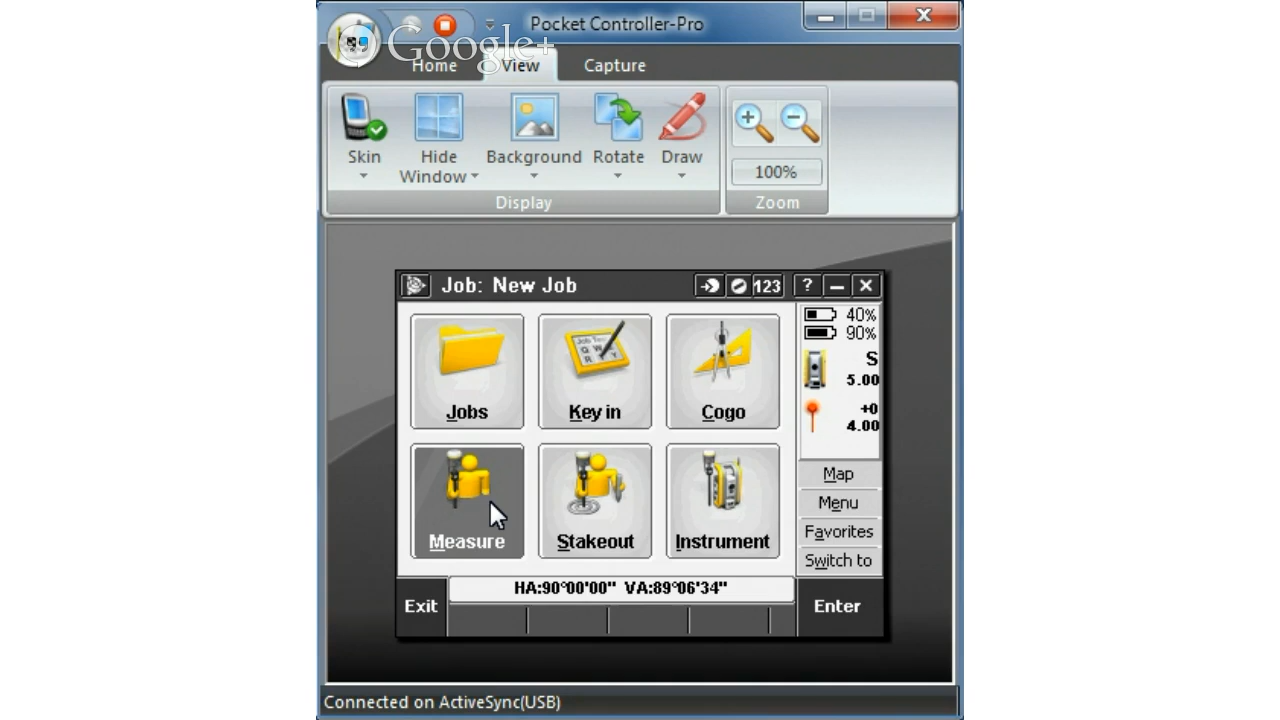 Pocket Controller-Pro
Google+
Home View Capture
Skin Hide Window Background Rotate Draw
100%
Display Zoom
Job: New Job 123 ? 
40%
90%
Jobs Key in Cogo
S
5.00
+0
4.00
Measure Stakeout Instrument
Map
Menu
Favorites
Switch to
HA:90°00'00" VA:89°06'34"
Exit Enter
Connected on ActiveSync(USB)